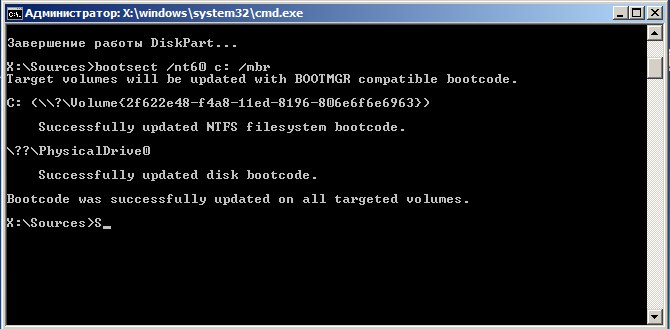 Администратор: X:\windows\system32\cmd.exe
Завершение работы DiskPart...
X:\Sources>bootsect /nt60 c: /mbr
Target volumes will be updated with BOOTMGR compatible bootcode.
C: (\\?\Volume{2f622e48-f4a8-11ed-8196-806e6f6e6963})
Successfully updated NTFS filesystem bootcode.
\??\PhysicalDrive0
Successfully updated disk bootcode.
Bootcode was successfully updated on all targeted volumes.
X:\Sources>S_